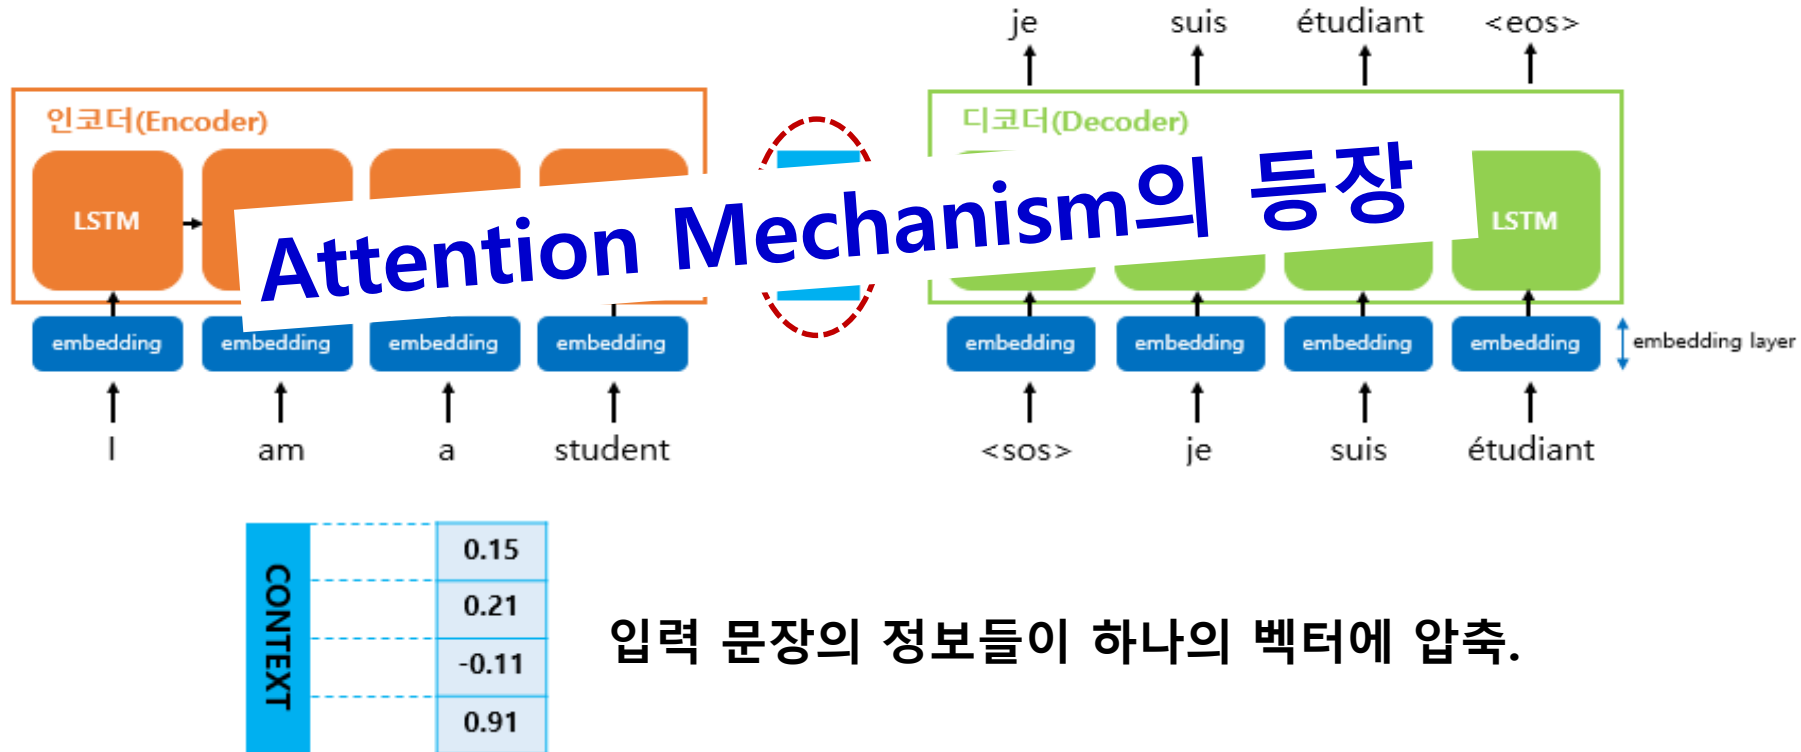 je suis étudiant <eos>
인코더(Encoder)
디코더(Decoder)
LSTM
LSTM
Attention Mechanism의 등장
embedding embedding embedding embedding
embedding embedding embedding embedding
embedding layer
I am a student
<sos> je suis étudiant
CONTEXT
0.15
0.21
-0.11
0.91
입력 문장의 정보들이 하나의 벡터에 압축.